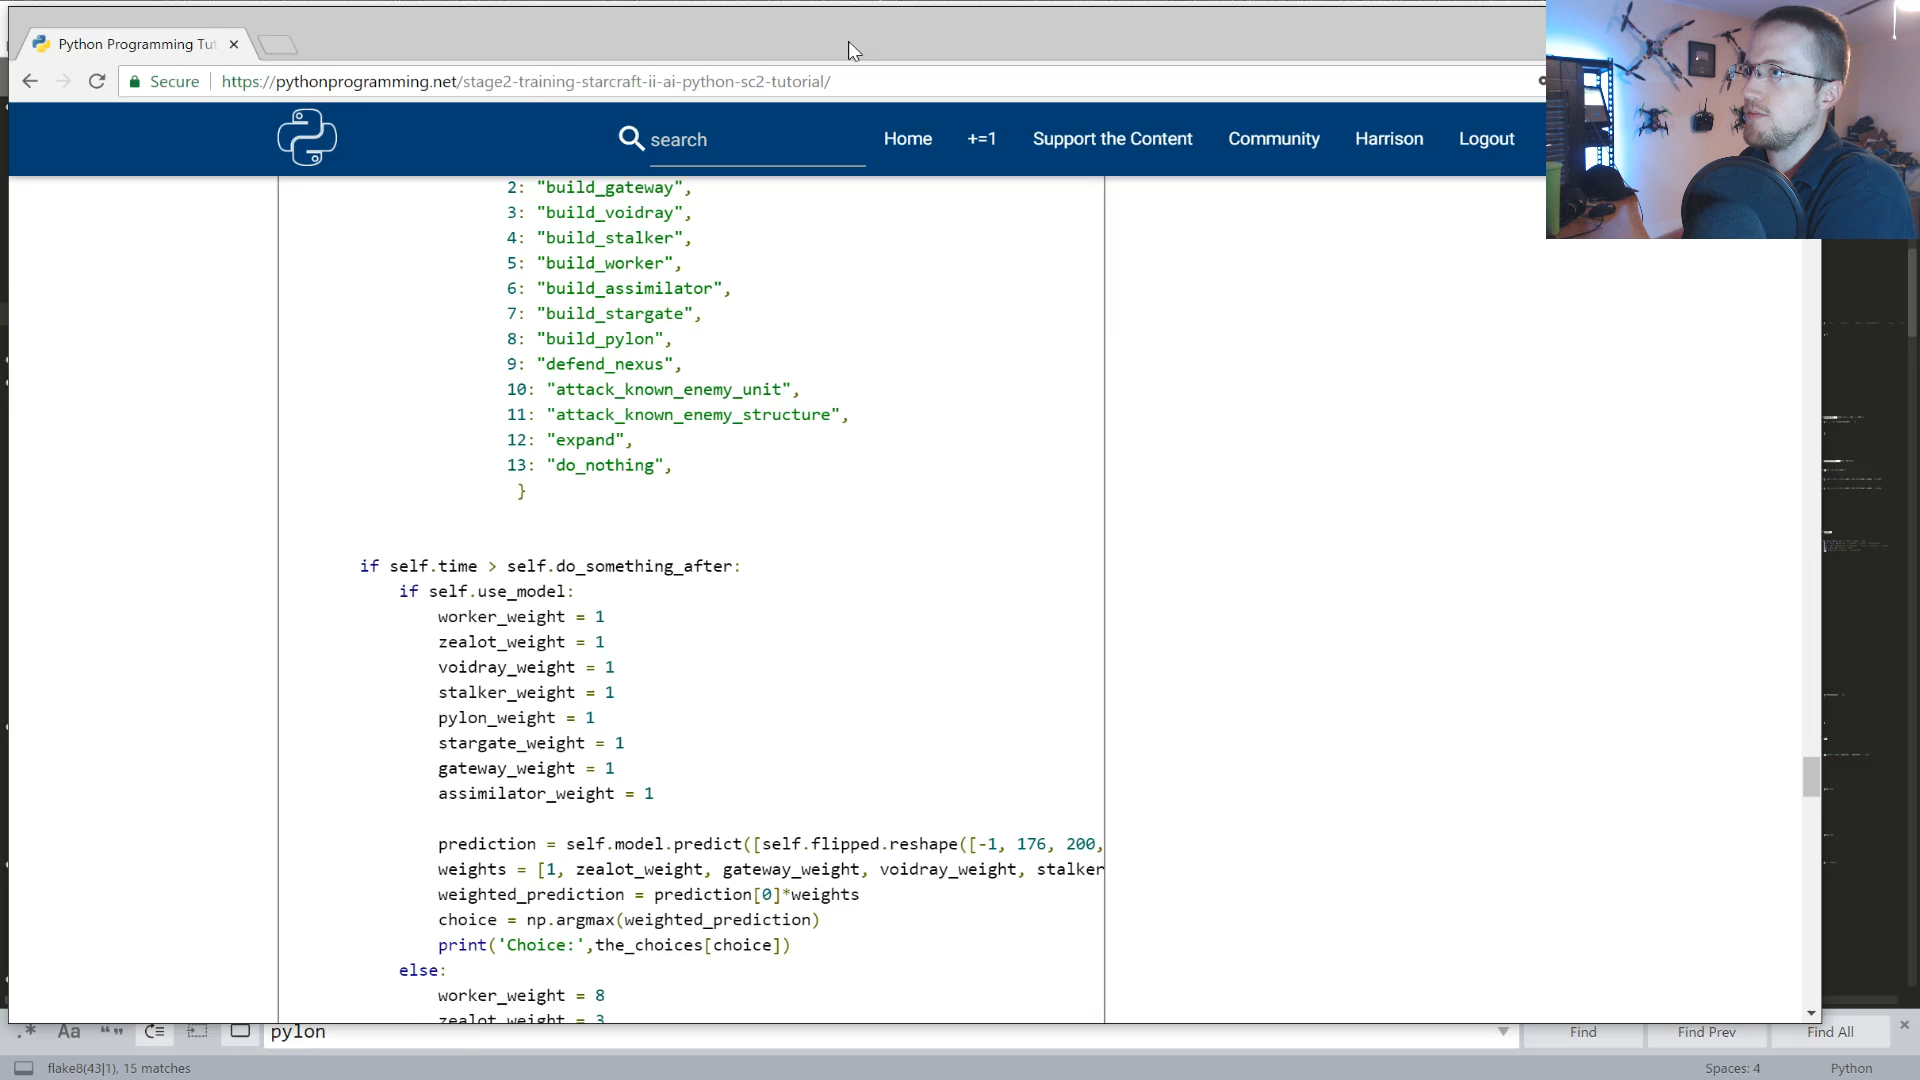 Python Programming Tut
Secure
https://pythonprogramming.net/stage2-training-starcraft-ii-ai-python-sc2-tutorial/
search
Home
+=1
Support the Content
Community
Harrison
Logout
2: "build_gateway",
3: "build_voidray",
4: "build_stalker",
5: "build_worker",
6: "build_assimilator",
7: "build_stargate",
8: "build_pylon",
9: "defend_nexus",
10: "attack_known_enemy_unit",
11: "attack_known_enemy_structure",
12: "expand",
13: "do_nothing",
}
if self.time > self.do_something_after:
if self.use_model:
worker_weight = 1
zealot_weight = 1
voidray_weight = 1
stalker_weight = 1
pylon_weight = 1
stargate_weight = 1
gateway_weight = 1
assimilator_weight = 1
prediction = self.model.predict([self.flipped.reshape([-1, 176, 200,
weights = [1, zealot_weight, gateway_weight, voidray_weight, stalker
weighted_prediction = prediction[0]*weights
choice = np.argmax(weighted_prediction)
print('Choice:',the_choices[choice])
else:
worker_weight = 8
zealot_weight = 3
.* Aa “” pylon
Find
Find Prev
Find All
flake8(43|1), 15 matches
Spaces: 4
Python